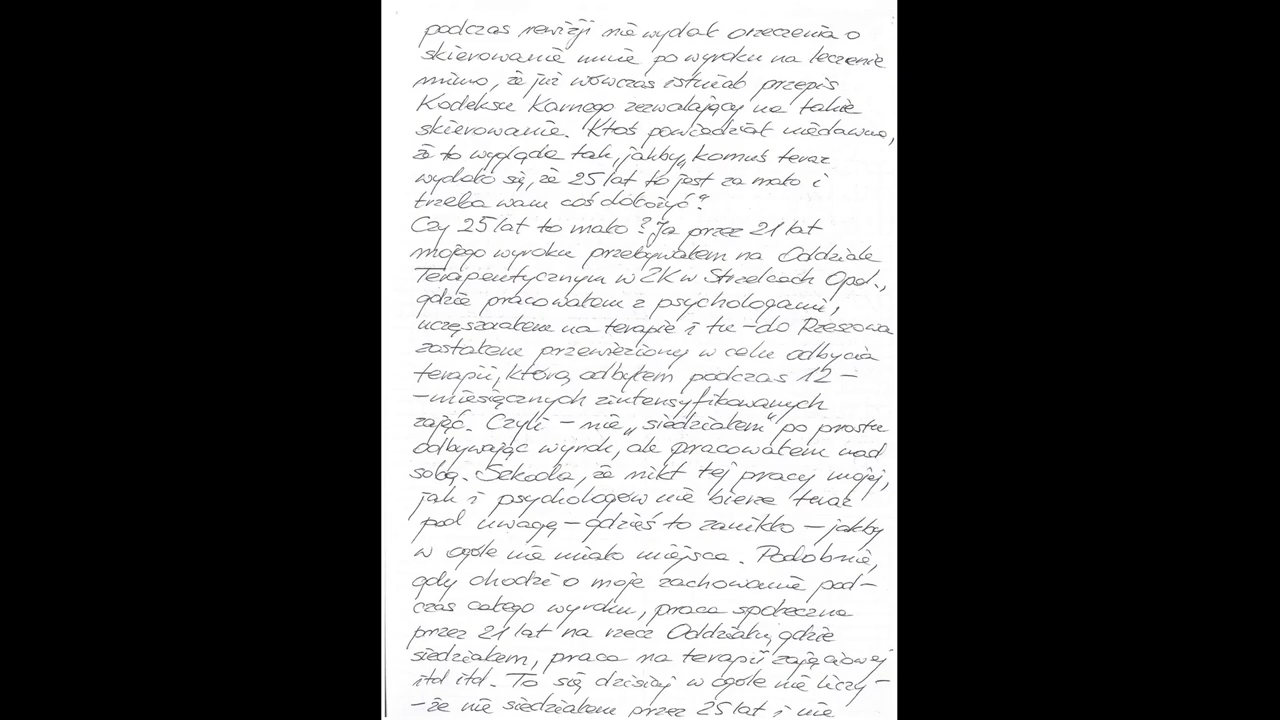 podczas rewizji nie wydał orzeczenia o
skierowanie mnie po wyroku na leczenie
mimo, że już wówczas istniał przepis
Kodeksu Karnego zezwalający na takie
skierowanie. Ktoś powiedział niedawno,
że to wygląda tak, jakby „komuś teraz
wydało się, że 25 lat to jest za mało i
trzeba wam coś dołożyć"
Czy 25 lat to mało? Ja przez 21 lat
mojego wyroku przebywałem na Oddziale
Terapeutycznym w ZK w Strzelcach Opol.,
gdzie pracowałem z psychologami,
uczęszczałem na terapie i tu - do Rzeszowa
zostałem przewieziony w celu odbycia
terapii, którą odbyłem podczas 12 -
- miesięcznych zintensyfikowanych
zajęć. Czyli - nie „siedziałem" po prostu
odbywając wyrok, ale pracowałem nad
sobą. Szkoda, że nikt tej pracy mojej,
jak i psychologów nie bierze teraz
pod uwagę - gdzieś to zanikło - jakby
w ogóle nie miało miejsca. Podobnie,
gdy chodzi o moje zachowanie pod-
czas całego wyroku, praca społeczna
przez 21 lat na rzecz Oddziału, gdzie
siedziałem, praca na terapii zajęciowej
itd itd. To się dzisiaj w ogóle nie liczy -
- że nie siedziałem przez 25 lat i nie